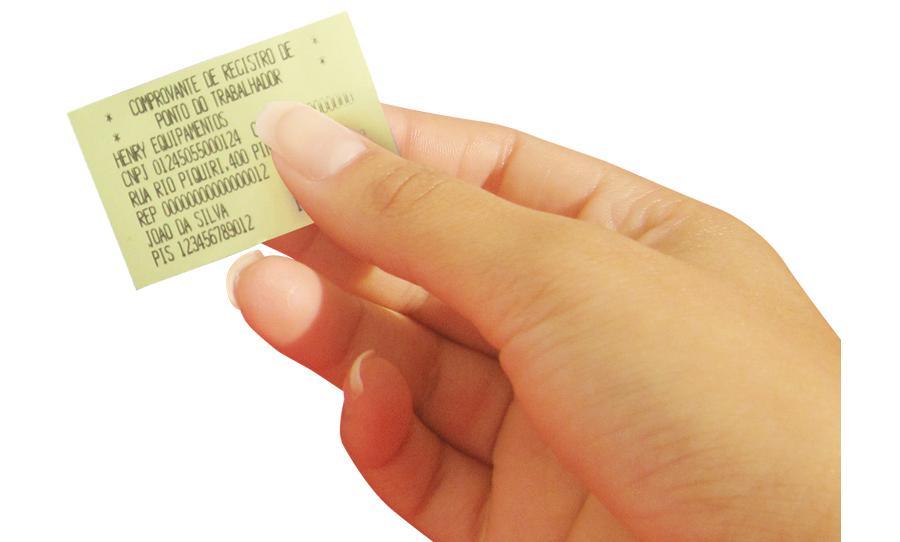 * COMPROVANTE DE REGISTRO DE *
* PONTO DO TRABALHADOR *
HENRY EQUIPAMENTOS
CNPJ 01245055000124
RUA RIO PIQUIRI,400
REP 00000000000000012
JOAO DA SILVA
PIS 123456789012